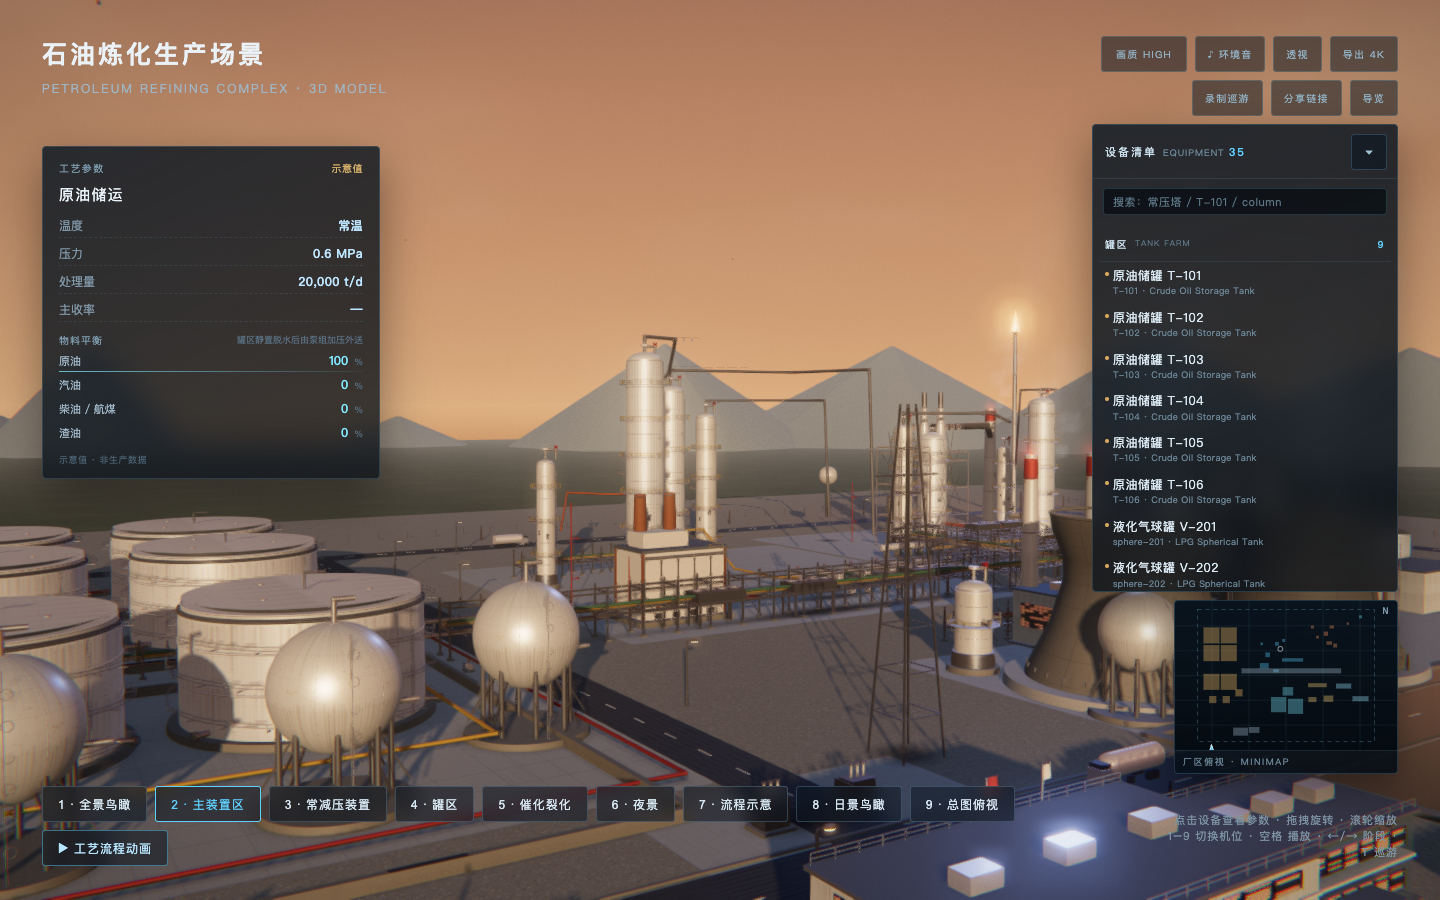 石油炼化生产场景
PETROLEUM REFINING COMPLEX · 3D MODEL
画质 HIGH
♪ 环境音
透视
导出 4K
录制巡游
分享链接
导览
工艺参数 示意值
原油储运
温度 常温
压力 0.6 MPa
处理量 20,000 t/d
主收率 —
物料平衡 罐区静置脱水后由泵组加压外送
原油 100 %
汽油 0 %
柴油 / 航煤 0 %
渣油 0 %
示意值 · 非生产数据
设备清单 EQUIPMENT 35
搜索: 常压塔 / T-101 / column
罐区 TANK FARM 9
原油储罐 T-101
T-101 · Crude Oil Storage Tank
原油储罐 T-102
T-102 · Crude Oil Storage Tank
原油储罐 T-103
T-103 · Crude Oil Storage Tank
原油储罐 T-104
T-104 · Crude Oil Storage Tank
原油储罐 T-105
T-105 · Crude Oil Storage Tank
原油储罐 T-106
T-106 · Crude Oil Storage Tank
液化气球罐 V-201
sphere-201 · LPG Spherical Tank
液化气球罐 V-202
sphere-202 · LPG Spherical Tank
N
厂区俯视 · MINIMAP
1 · 全景鸟瞰
2 · 主装置区
3 · 常减压装置
4 · 罐区
5 · 催化裂化
6 · 夜景
7 · 流程示意
8 · 日景鸟瞰
9 · 总图俯视
▶ 工艺流程动画
点击设备查看参数 · 拖拽旋转 · 滚轮缩放
1–9 切换机位 · 空格 播放 · ←/→ 阶段 ·
T 巡游